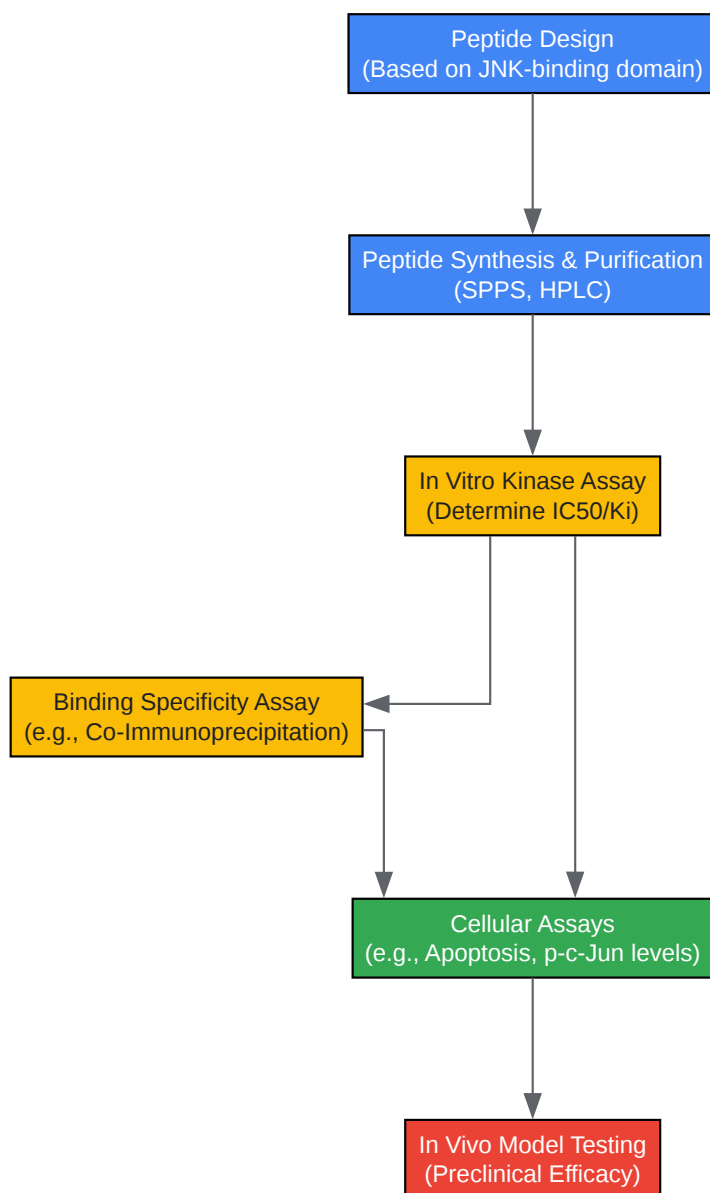 Peptide Design
(Based on JNK-binding domain)
Peptide Synthesis & Purification
(SPPS, HPLC)
In Vitro Kinase Assay
(Determine IC50/Ki)
Binding Specificity Assay
(e.g., Co-Immunoprecipitation)
Cellular Assays
(e.g., Apoptosis, p-c-Jun levels)
In Vivo Model Testing
(Preclinical Efficacy)